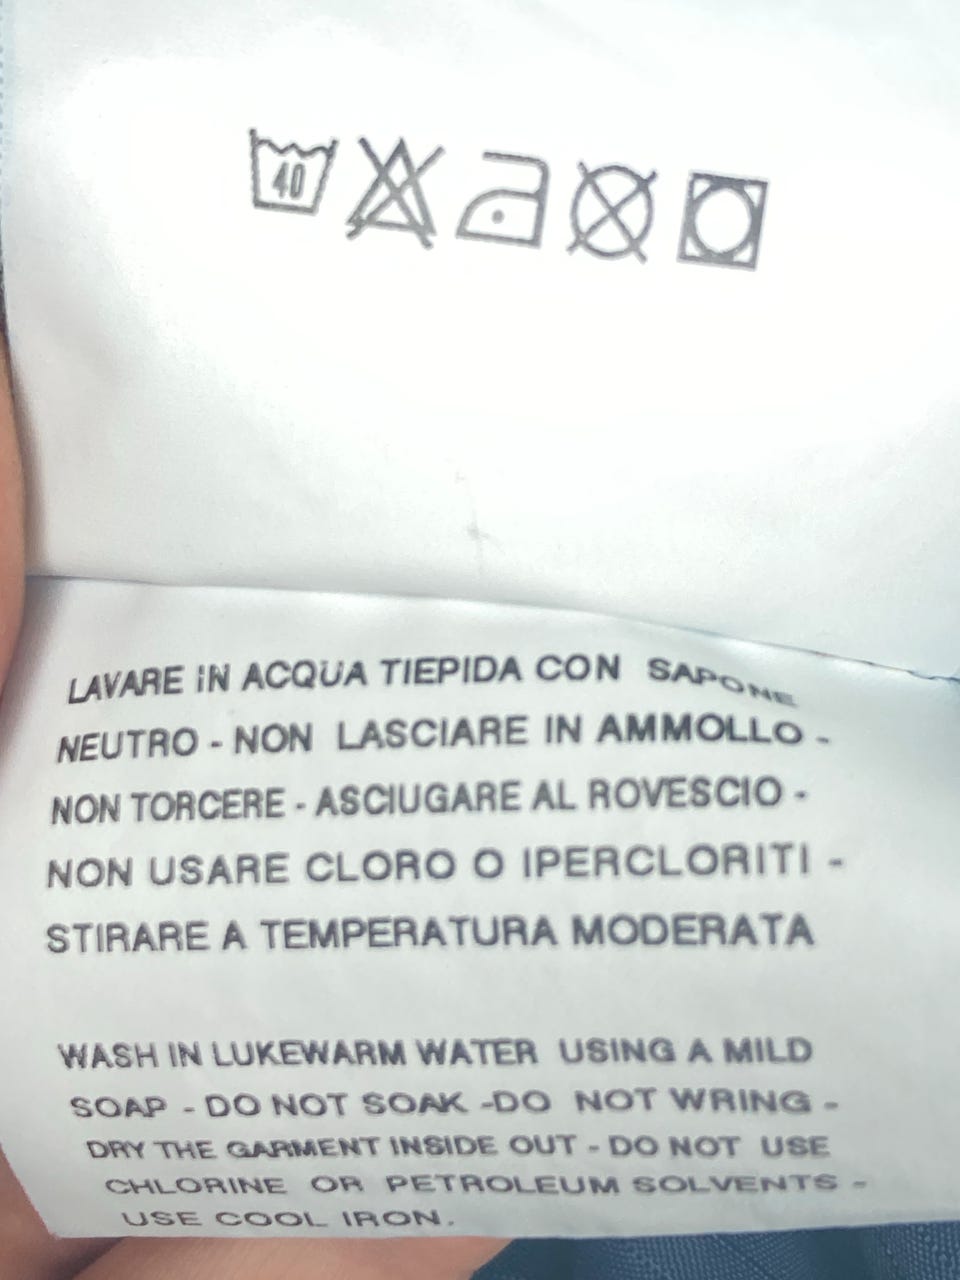 40
LAVARE IN ACQUA TIEPIDA CON SAPONE
NEUTRO - NON LASCIARE IN AMMOLLO -
NON TORCERE - ASCIUGARE AL ROVESCIO -
NON USARE CLORO O IPERCLORITI -
STIRARE A TEMPERATURA MODERATA
WASH IN LUKEWARM WATER USING A MILD
SOAP - DO NOT SOAK -DO NOT WRING -
DRY THE GARMENT INSIDE OUT - DO NOT USE
CHLORINE OR PETROLEUM SOLVENTS -
USE COOL IRON.